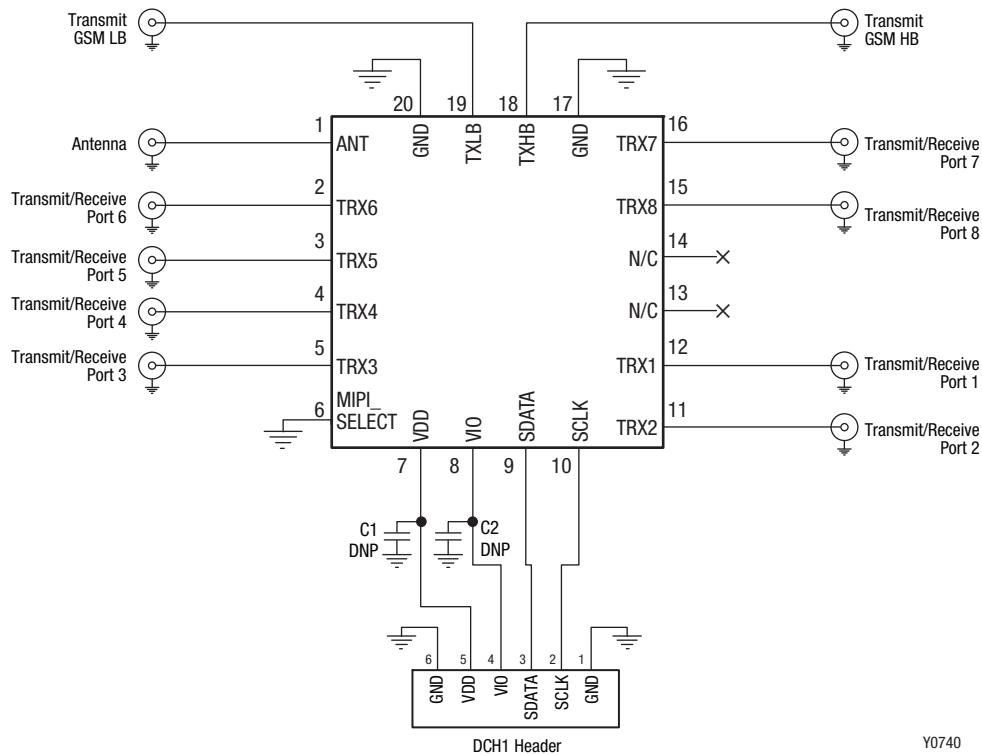 Transmit
GSM LB
Transmit
GSM HB
20
19
18
17
GND
TXLB
TXHB
GND
Antenna
1
ANT
Transmit/Receive
Port 6
2
TRX6
Transmit/Receive
Port 5
3
TRX5
Transmit/Receive
Port 4
4
TRX4
Transmit/Receive
Port 3
5
TRX3
6
MIPI_
SELECT
16
TRX7
Transmit/Receive
Port 7
15
TRX8
Transmit/Receive
Port 8
14
N/C
13
N/C
12
TRX1
Transmit/Receive
Port 1
11
TRX2
Transmit/Receive
Port 2
VDD
VIO
SDATA
SCLK
7
8
9
10
C1
DNP
C2
DNP
6
5
4
3
2
1
GND
VDD
VIO
SDATA
SCLK
GND
DCH1 Header
Y0740